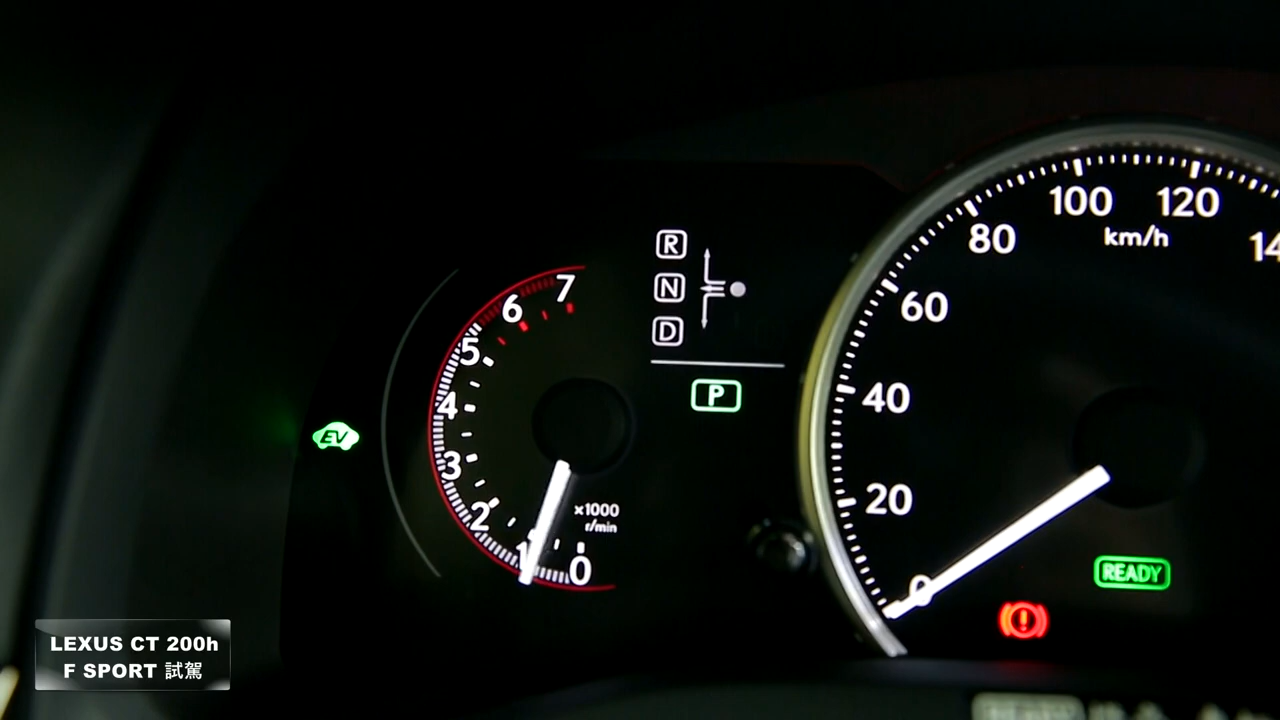 EV
7
6
5
4
3
2
1
0
x1000
r/min
R
N
D
P
0
20
40
60
80
100
120
km/h
READY
LEXUS CT 200h
F SPORT 試駕